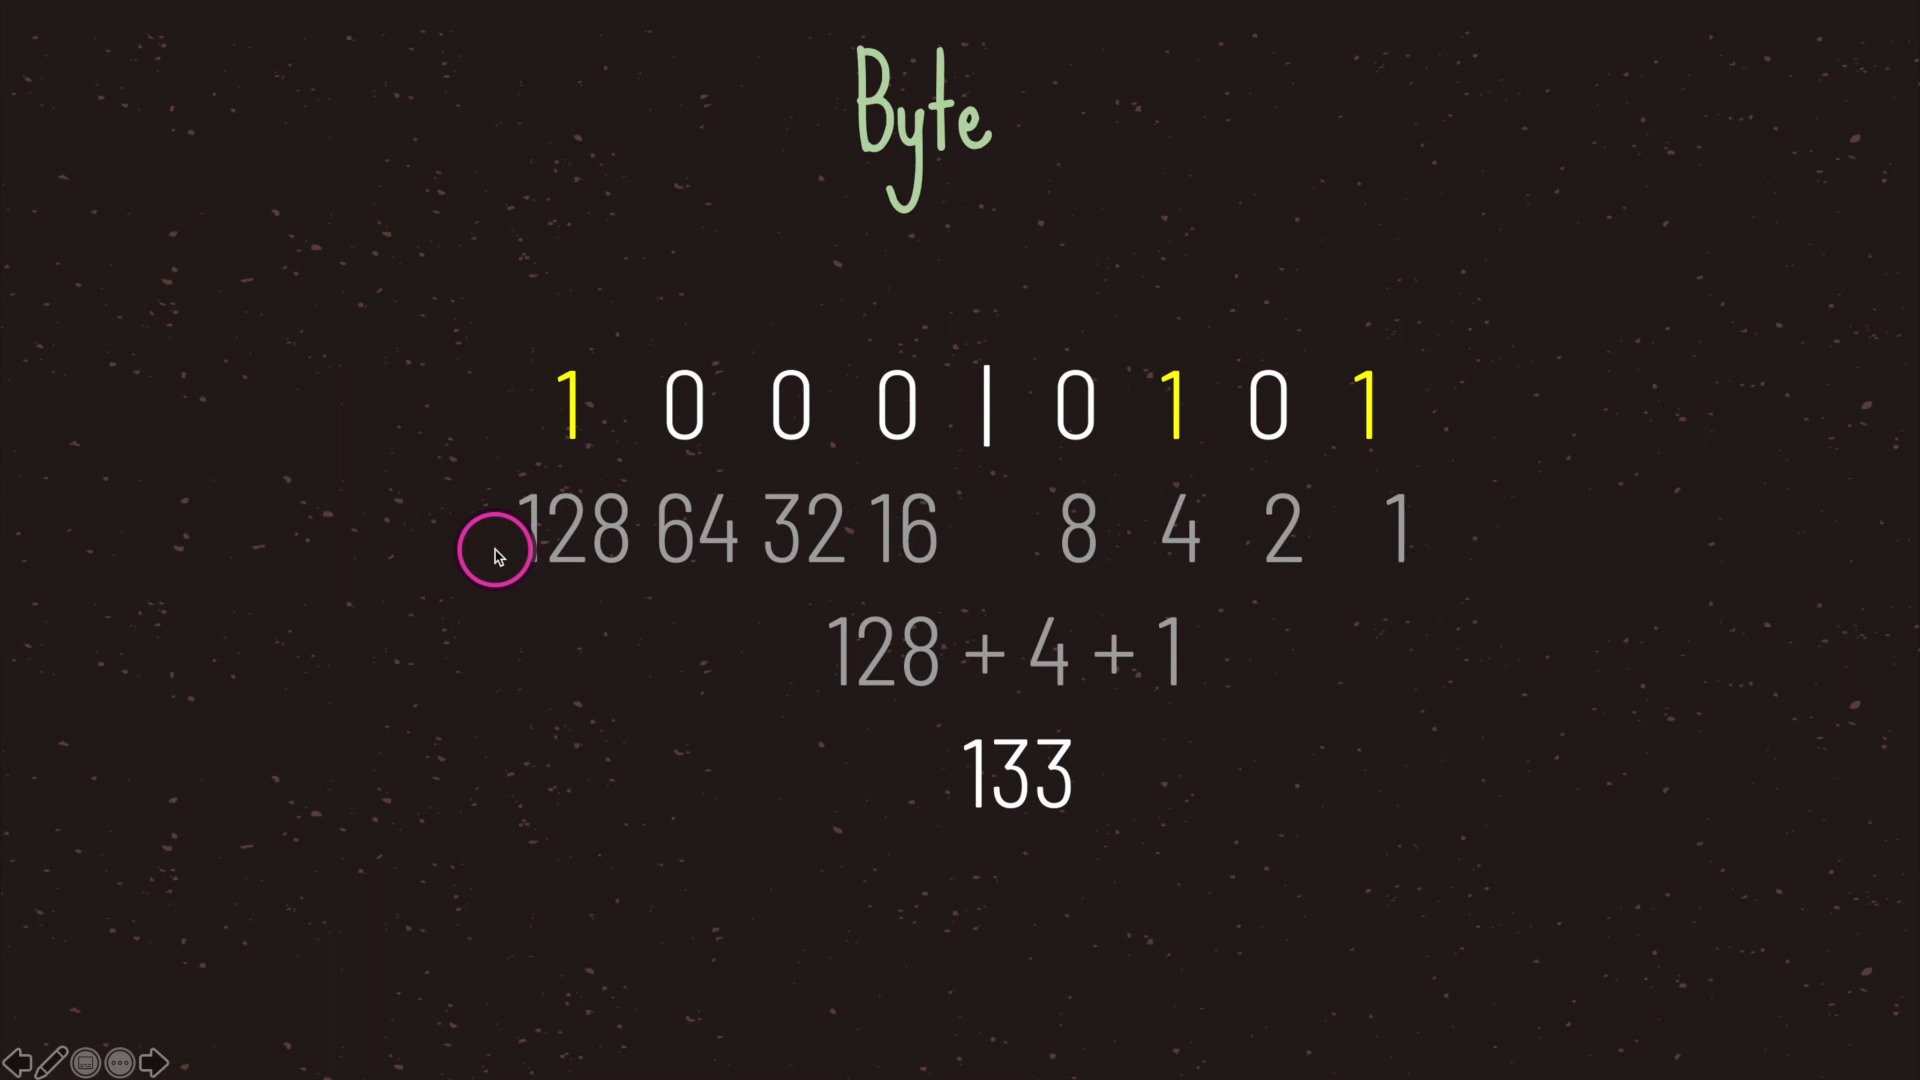 Byte
1 0 0 0 | 0 1 0 1
128 64 32 16 8 4 2 1
128 + 4 + 1
133